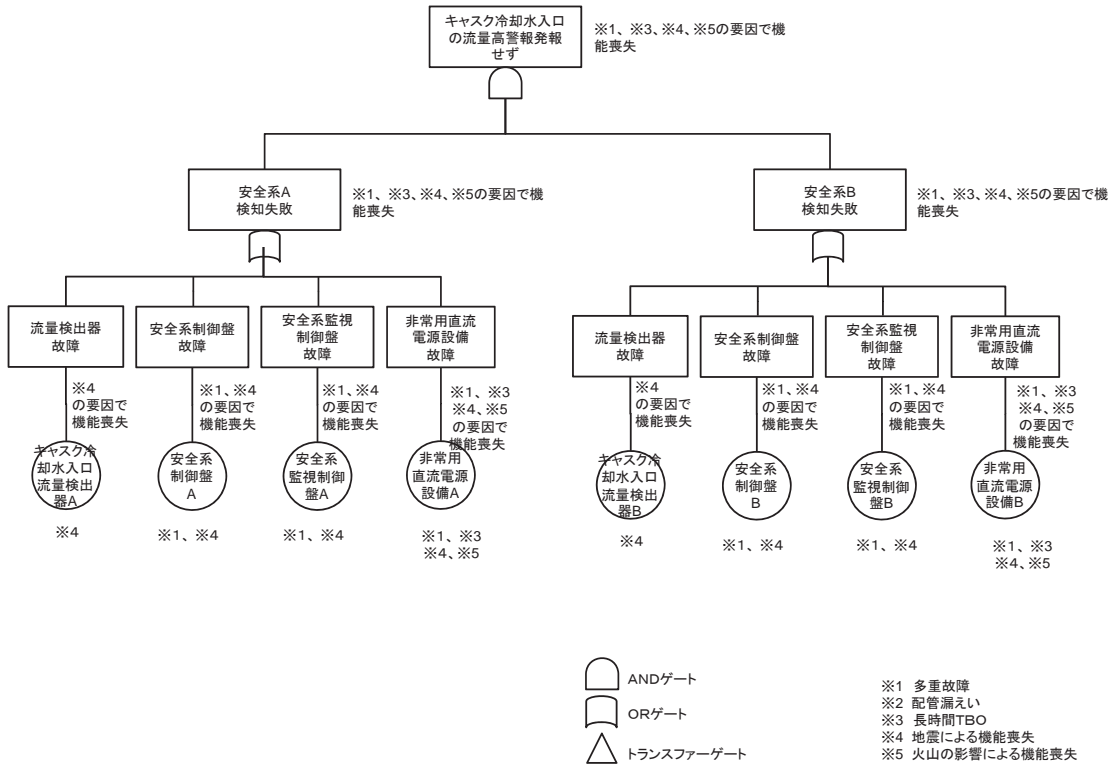 キャスク冷却水入口
の流量高警報発報
せず
※1、※3、※4、※5の要因で機
能喪失
安全系A
検知失敗
※1、※3、※4、※5の要因で機
能喪失
安全系B
検知失敗
※1、※3、※4、※5の要因で機
能喪失
流量検出器
故障
安全系制御盤
故障
安全系監視
制御盤
故障
非常用直流
電源設備
故障
流量検出器
故障
安全系制御盤
故障
安全系監視
制御盤
故障
非常用直流
電源設備
故障
※4
の要因で
機能喪失
※1、※4
の要因で
機能喪失
※1、※4
の要因で
機能喪失
※1、※3
※4、※5
の要因で
機能喪失
※4
の要因で
機能喪失
※1、※4
の要因で
機能喪失
※1、※4
の要因で
機能喪失
※1、※3
※4、※5
の要因で
機能喪失
キャスク冷
却水入口
流量検出
器A
安全系
制御盤
A
安全系
監視制御
盤A
非常用
直流電源
設備A
キャスク冷
却水入口
流量検出
器B
安全系
制御盤
B
安全系
監視制御
盤B
非常用
直流電源
設備B
※4
※1、※4
※1、※4
※1、※3
※4、※5
※4
※1、※4
※1、※4
※1、※3
※4、※5
ANDゲート
ORゲート
トランスファーゲート
※1 多重故障
※2 配管漏えい
※3 長時間TBO
※4 地震による機能喪失
※5 火山の影響による機能喪失